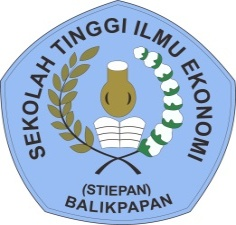 SEKOLAH TINGGI ILMU EKONOMI
(STIEPAN)
BALIKPAPAN